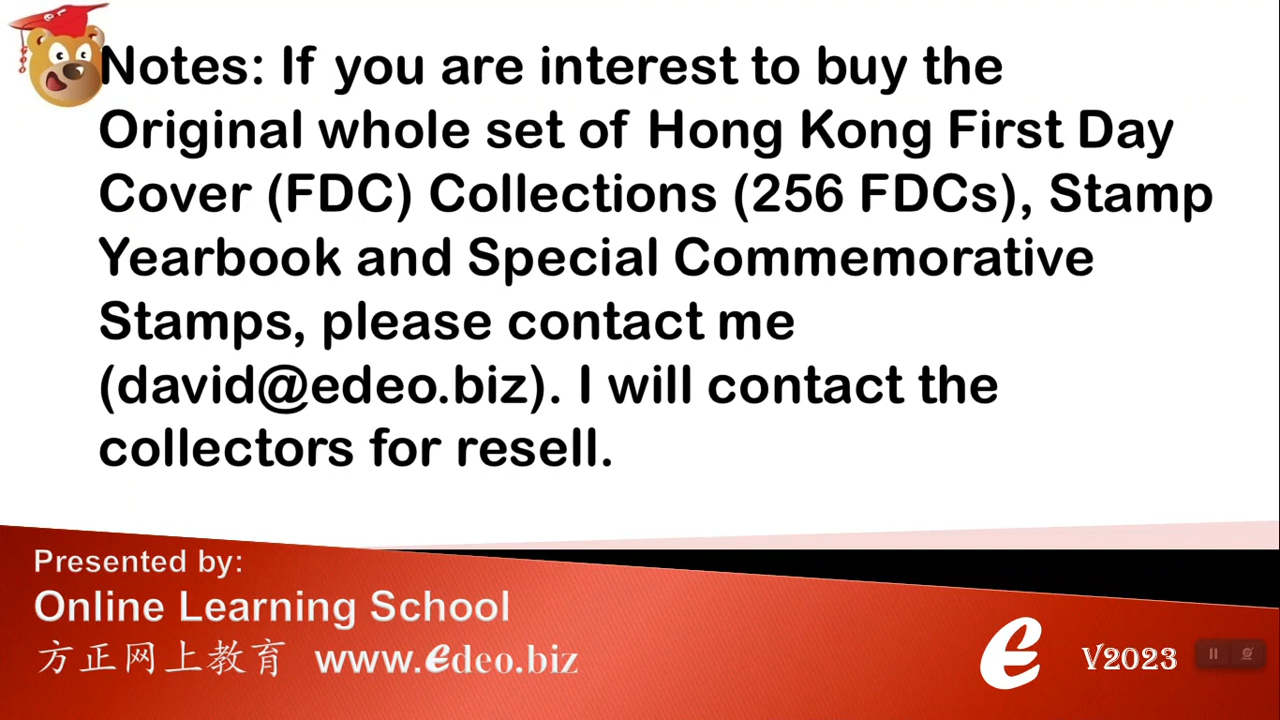 Notes: If you are interest to buy the
Original whole set of Hong Kong First Day
Cover (FDC) Collections (256 FDCs), Stamp
Yearbook and Special Commemorative
Stamps, please contact me
(david@edeo.biz). I will contact the
collectors for resell.
Presented by:
Online Learning School
方正网上教育 www.edeo.biz
e V2023